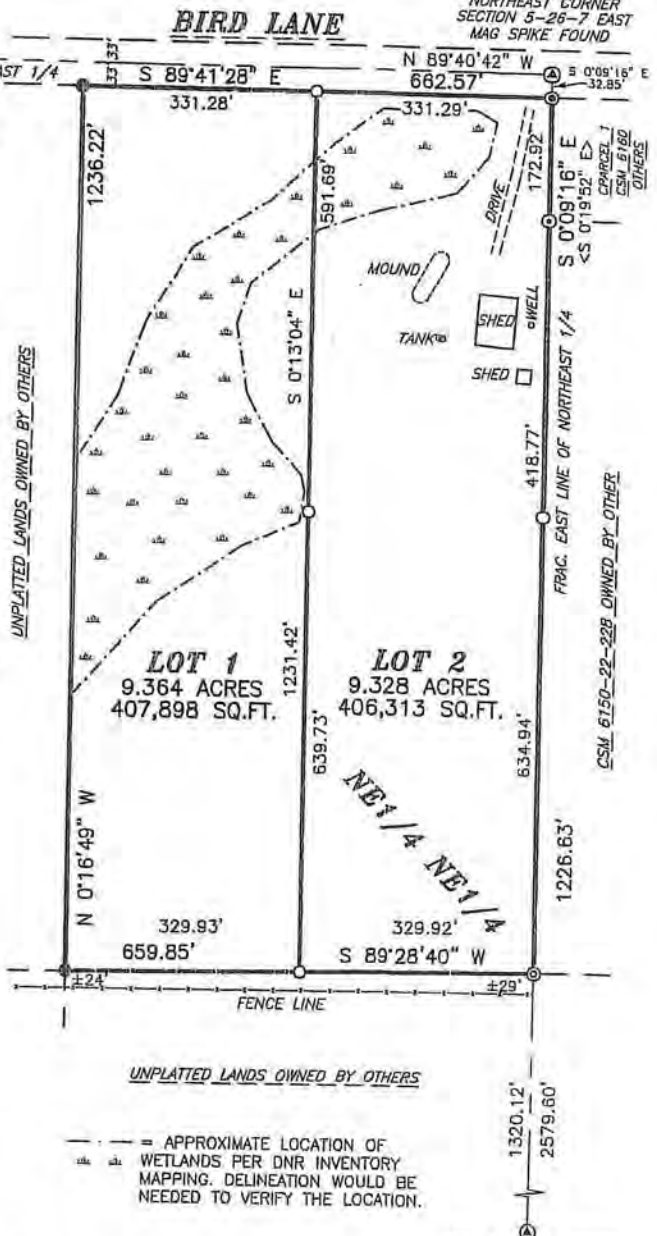 BIRD LANE
NORTHEAST CORNER
SECTION 5-26-7 EAST
MAG SPIKE FOUND
N 89°40'42" W
662.57'
S 0°09'16" E
32.85'
AST 1/4
33' 33'
S 89°41'28" E
331.28'
331.29'
1236.22'
591.69'
172.92'
DRIVE
S 0°09'16" E
<S 0°19'52" E>
CPARCEL 1
CSM 6160
OTHERS
MOUND
TANK
SHED
WELL
SHED
S 0°13'04" E
UNPLATTED LANDS OWNED BY OTHERS
418.77'
FRAC. EAST LINE OF NORTHEAST 1/4
CSM 6150-22-228 OWNED BY OTHER
LOT 1
9.364 ACRES
407,898 SQ.FT.
1231.42'
LOT 2
9.328 ACRES
406,313 SQ.FT.
639.73'
634.94'
NE1/4 NE1/4
1226.63'
N 0°16'49" W
329.93'
659.85'
329.92'
S 89°28'40" W
±24'
±29'
FENCE LINE
UNPLATTED LANDS OWNED BY OTHERS
1320.12'
2579.60'
= APPROXIMATE LOCATION OF
WETLANDS PER DNR INVENTORY
MAPPING. DELINEATION WOULD BE
NEEDED TO VERIFY THE LOCATION.